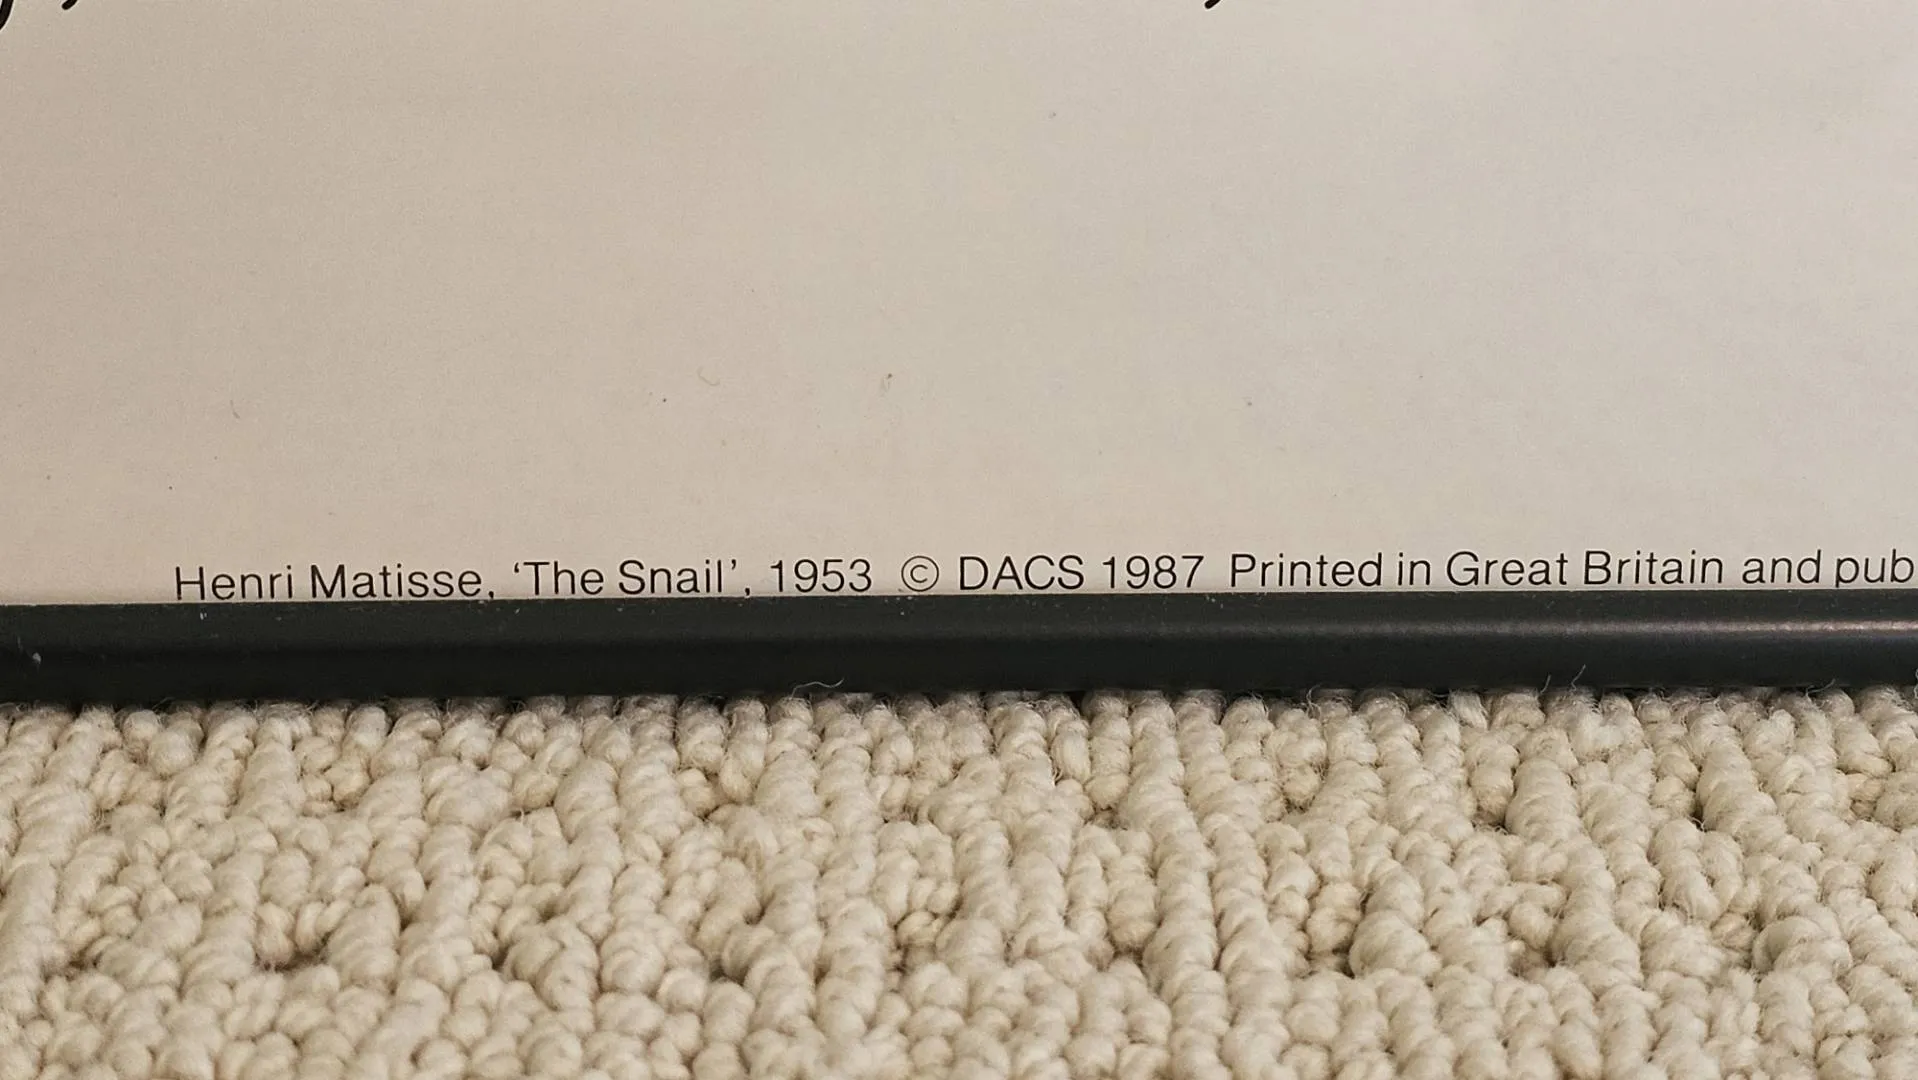 Henri Matisse, ‘The Snail’, 1953 © DACS 1987 Printed in Great Britain and pub